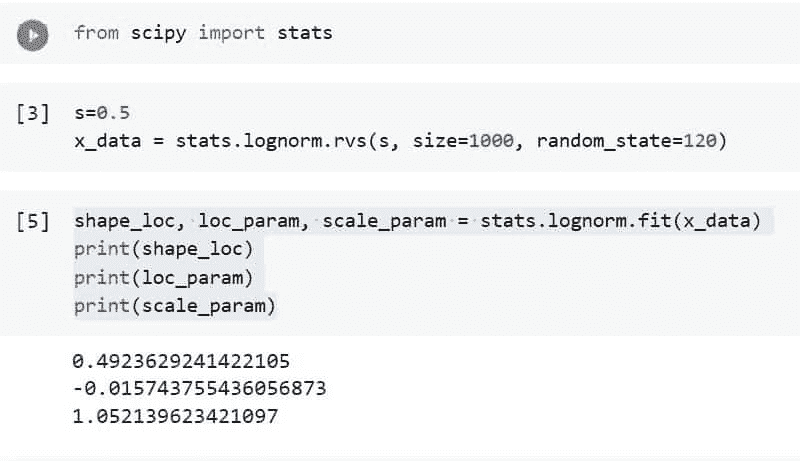 from scipy import stats
[3] s=0.5
x_data = stats.lognorm.rvs(s, size=1000, random_state=120)
[5] shape_loc, loc_param, scale_param = stats.lognorm.fit(x_data)
print(shape_loc)
print(loc_param)
print(scale_param)
0.4923629241422105
-0.015743755436056873
1.052139623421097